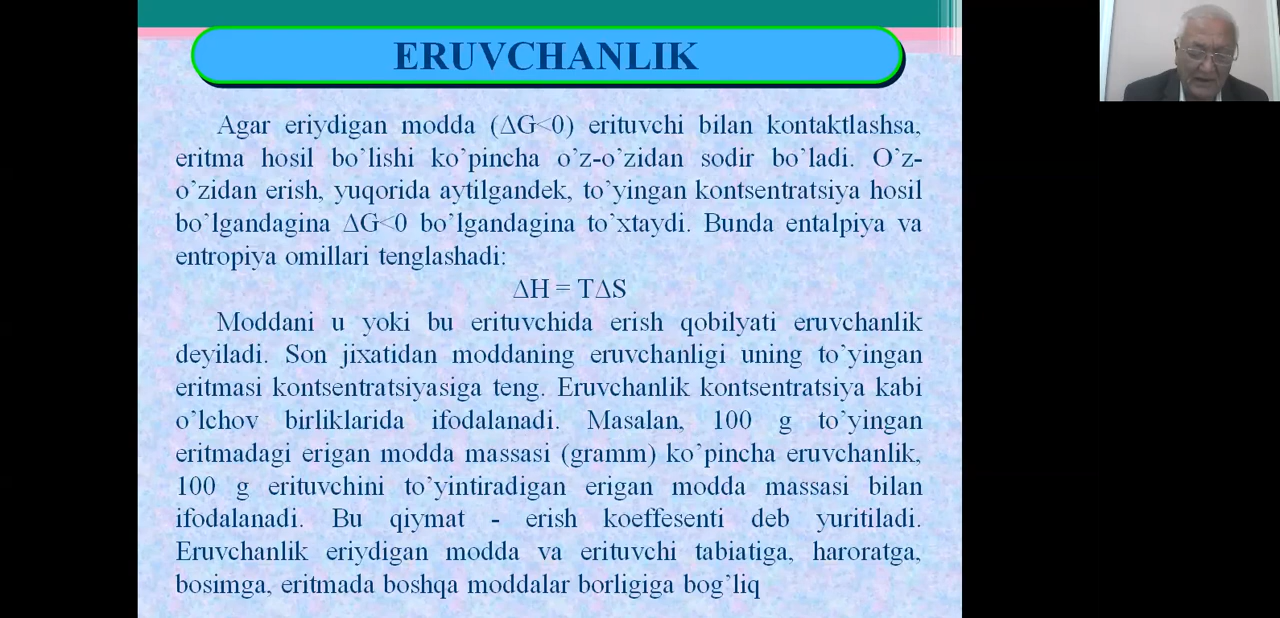 ERUVCHANLIK
Agar eriydigan modda (∆G<0) erituvchi bilan kontaktlashsa,
eritma hosil bo’lishi ko’pincha o’z-o’zidan sodir bo’ladi. O’z-
o’zidan erish, yuqorida aytilgandek, to’yingan kontsentratsiya hosil
bo’lgandagina ∆G<0 bo’lgandagina to’xtaydi. Bunda entalpiya va
entropiya omillari tenglashadi:
∆H = T∆S
Moddani u yoki bu erituvchida erish qobilyati eruvchanlik
deyiladi. Son jixatidan moddaning eruvchanligi uning to’yingan
eritmasi kontsentratsiyasiga teng. Eruvchanlik kontsentratsiya kabi
o’lchov birliklarida ifodalanadi. Masalan, 100 g to’yingan
eritmadagi erigan modda massasi (gramm) ko’pincha eruvchanlik,
100 g erituvchini to’yintiradigan erigan modda massasi bilan
ifodalanadi. Bu qiymat - erish koeffesenti deb yuritiladi.
Eruvchanlik eriydigan modda va erituvchi tabiatiga, haroratga,
bosimga, eritmada boshqa moddalar borligiga bog’liq